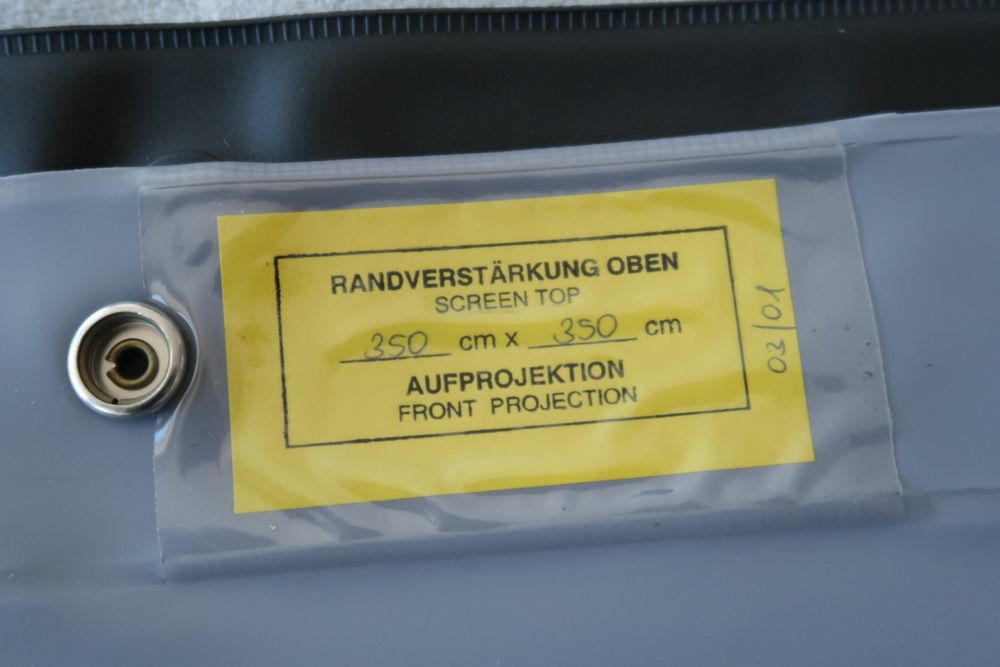 RANDVERSTÄRKUNG OBEN
SCREEN TOP
350 cm x 350 cm
AUFPROJEKTION
FRONT PROJECTION
03/01